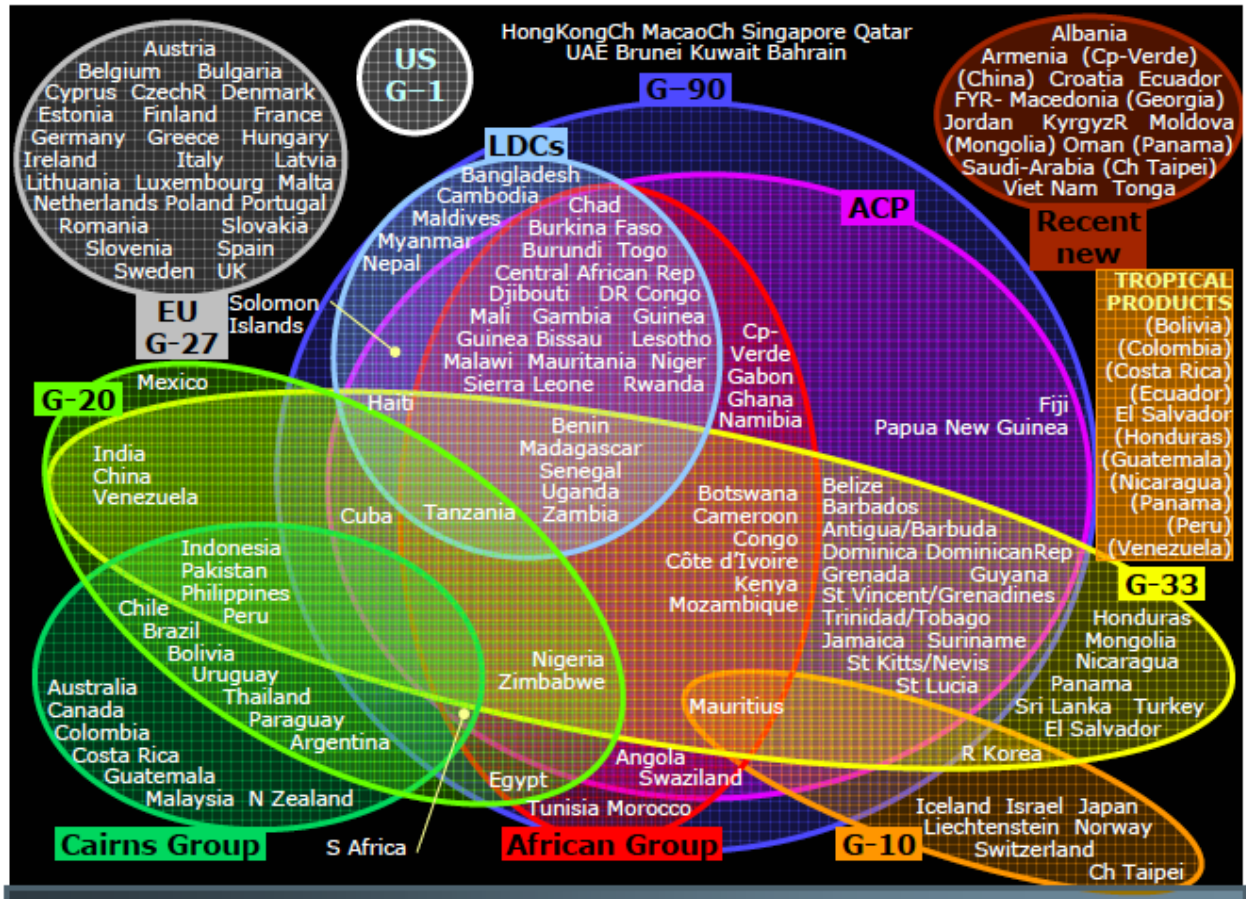 HongKongCh MacaoCh Singapore Qatar
UAE Brunei Kuwait Bahrain
US
G-1
Austria
Belgium Bulgaria
Cyprus CzechR Denmark
Estonia Finland France
Germany Greece Hungary
Ireland Italy Latvia
Lithuania Luxembourg Malta
Netherlands Poland Portugal
Romania Slovakia
Slovenia Spain
Sweden UK
EU
G-27
Albania
Armenia (Cp-Verde)
(China) Croatia Ecuador
FYR- Macedonia (Georgia)
Jordan KyrgyzR Moldova
(Mongolia) Oman (Panama)
Saudi-Arabia (Ch Taipei)
Viet Nam Tonga
Recent
new
G-90
LDCs
Bangladesh
Cambodia
Maldives
Myanmar
Nepal
ACP
Chad
Burkina Faso
Burundi Togo
Central African Rep
Djibouti DR Congo
Mali Gambia Guinea
Guinea Bissau Lesotho
Malawi Mauritania Niger
Sierra Leone Rwanda
Solomon
Islands
Cp-
Verde
Gabon
Ghana
Namibia
Fiji
Papua New Guinea
TROPICAL
PRODUCTS
(Bolivia)
(Colombia)
(Costa Rica)
(Ecuador)
El Salvador
(Honduras)
(Guatemala)
(Nicaragua)
(Panama)
(Peru)
(Venezuela)
G-20
Mexico
Haiti
India
China
Venezuela
Benin
Madagascar
Senegal
Uganda
Zambia
Cuba
Tanzania
Botswana
Cameroon
Congo
Côte d'Ivoire
Kenya
Mozambique
Belize
Barbados
Antigua/Barbuda
Dominica DominicanRep
Grenada Guyana
St Vincent/Grenadines
Trinidad/Tobago
Jamaica Suriname
St Kitts/Nevis
St Lucia
G-33
Honduras
Mongolia
Nicaragua
Panama
Sri Lanka Turkey
El Salvador
Indonesia
Pakistan
Philippines
Peru
Chile
Brazil
Bolivia
Uruguay
Thailand
Paraguay
Argentina
Nigeria
Zimbabwe
Mauritius
R Korea
Australia
Canada
Colombia
Costa Rica
Guatemala
Malaysia N Zealand
Egypt
Angola
Swaziland
Tunisia Morocco
Iceland Israel Japan
Liechtenstein Norway
Switzerland
Ch Taipei
Cairns Group
S Africa
African Group
G-10